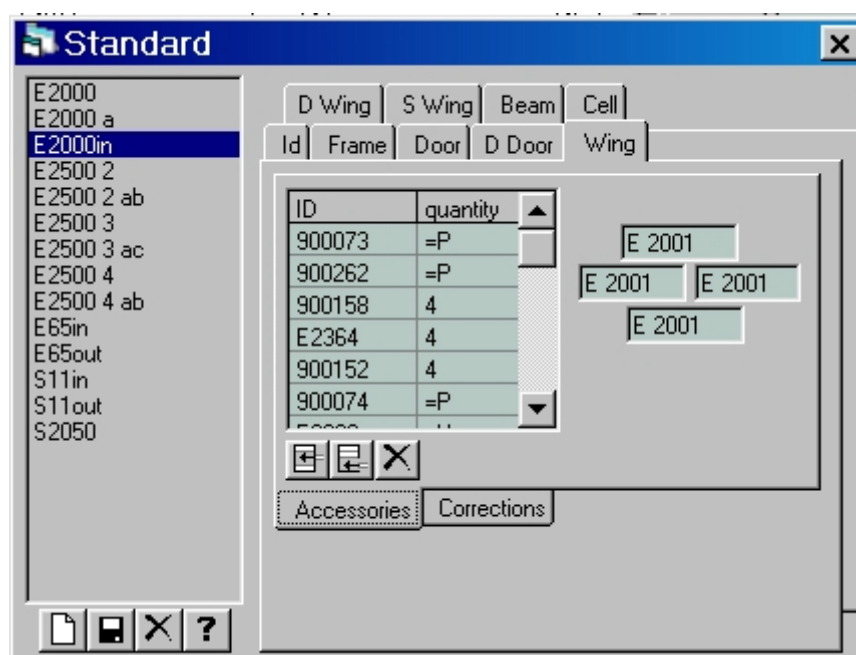 Standard
E2000
E2000 a
E2000in
E2500 2
E2500 2 ab
E2500 3
E2500 3 ac
E2500 4
E2500 4 ab
E65in
E65out
S11in
S11out
S2050
D Wing S Wing Beam Cell
Id Frame Door D Door Wing
ID quantity
900073 =P
900262 =P
900158 4
E2364 4
900152 4
900074 =P
E 2001
E 2001 E 2001
E 2001
Accessories Corrections
?